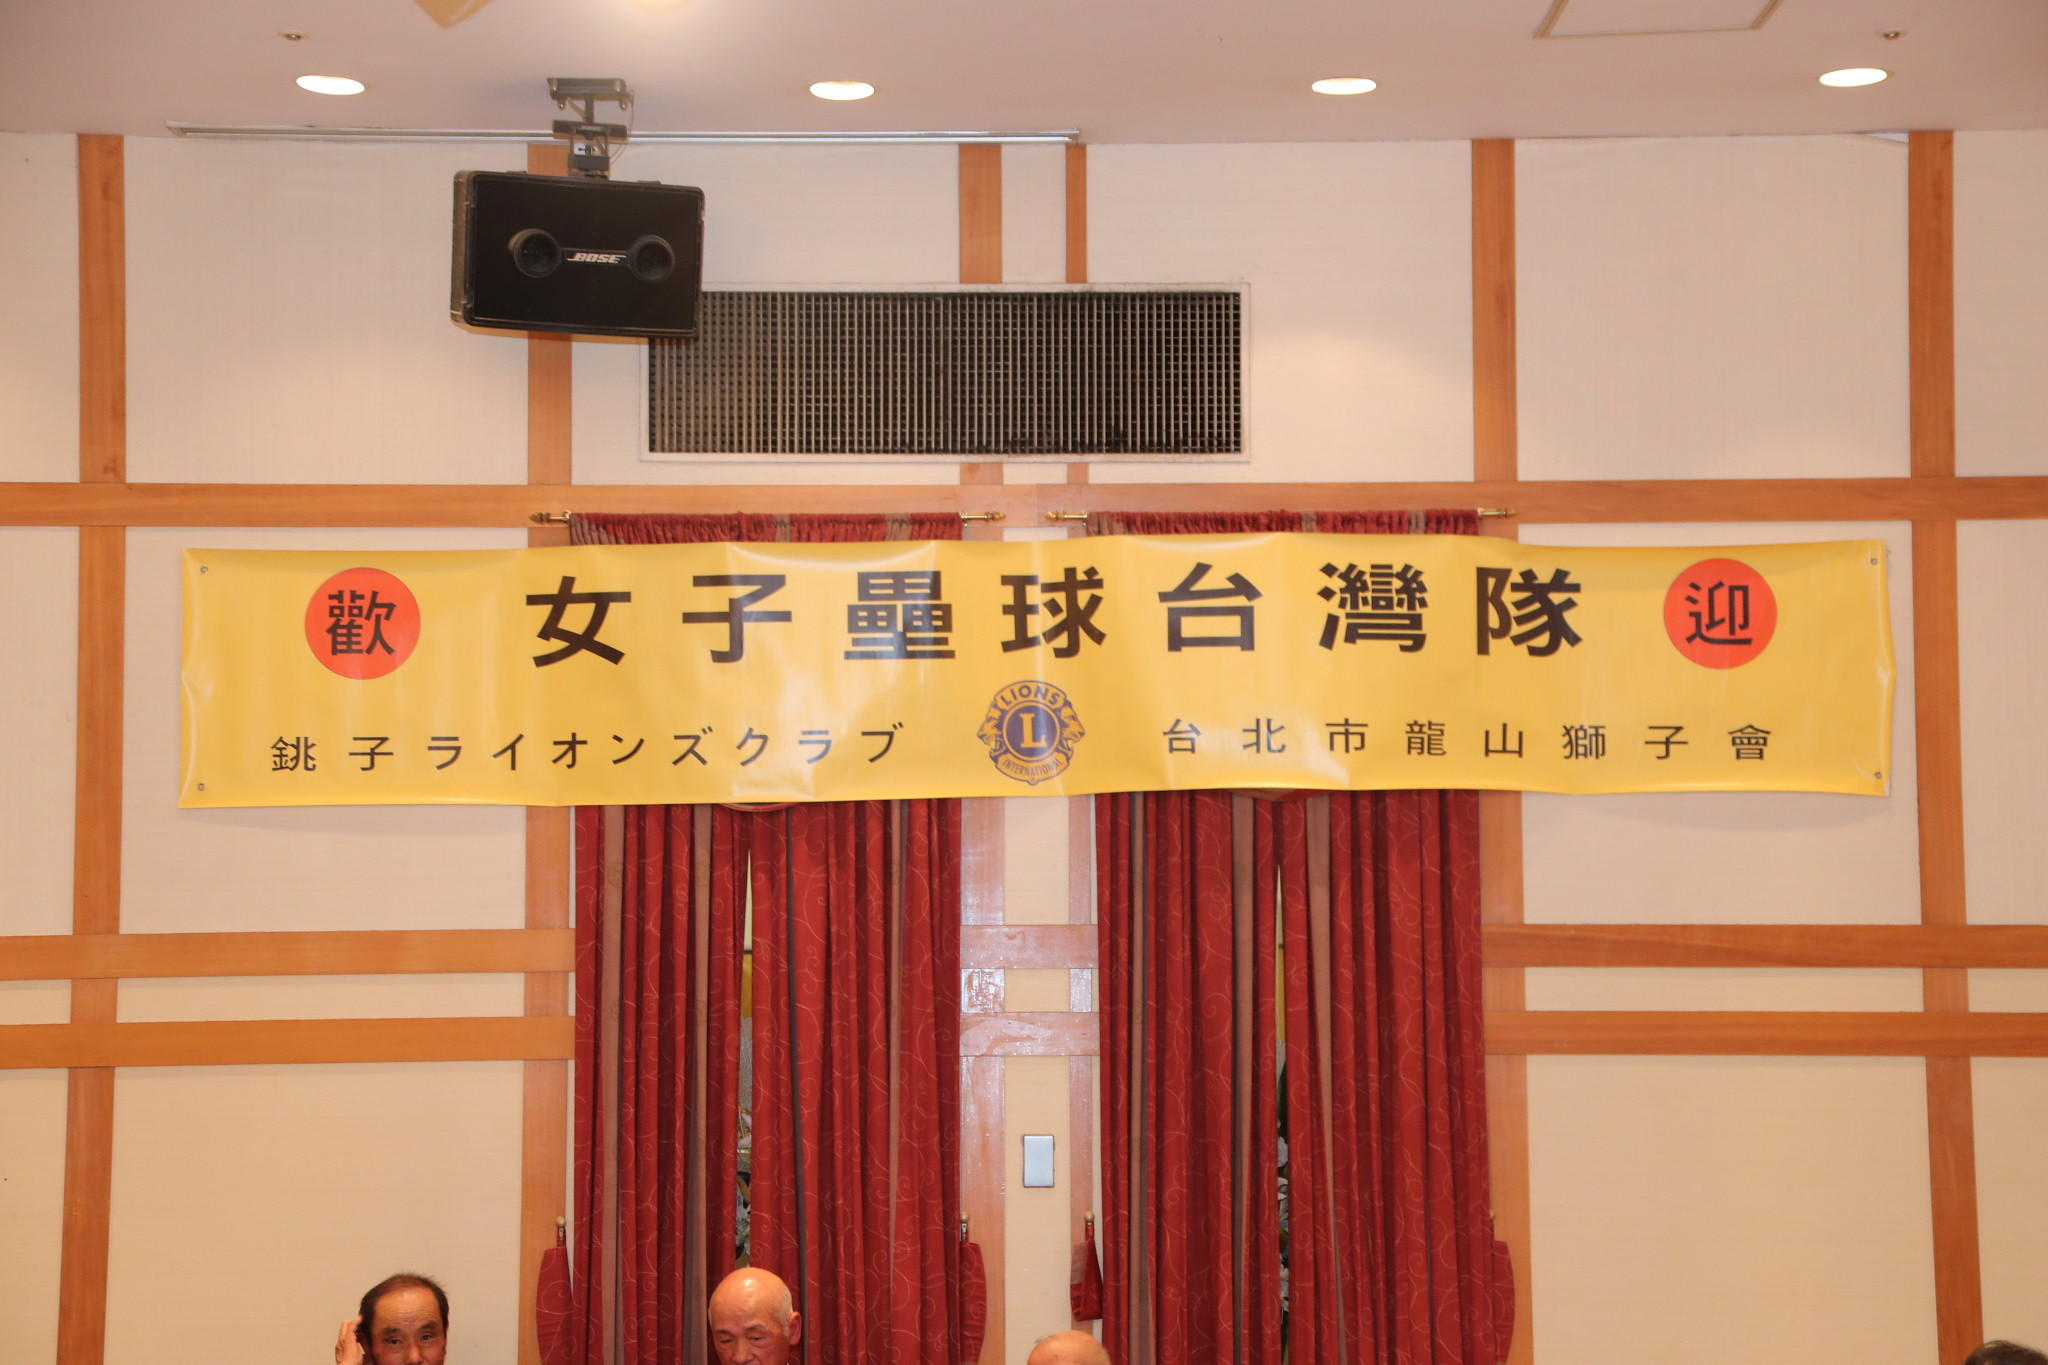 BOSE
歡 女子壘球台灣隊 迎
銚子ライオンズクラブ
LIONS
L
INTERNATIONAL
台北市龍山獅子會